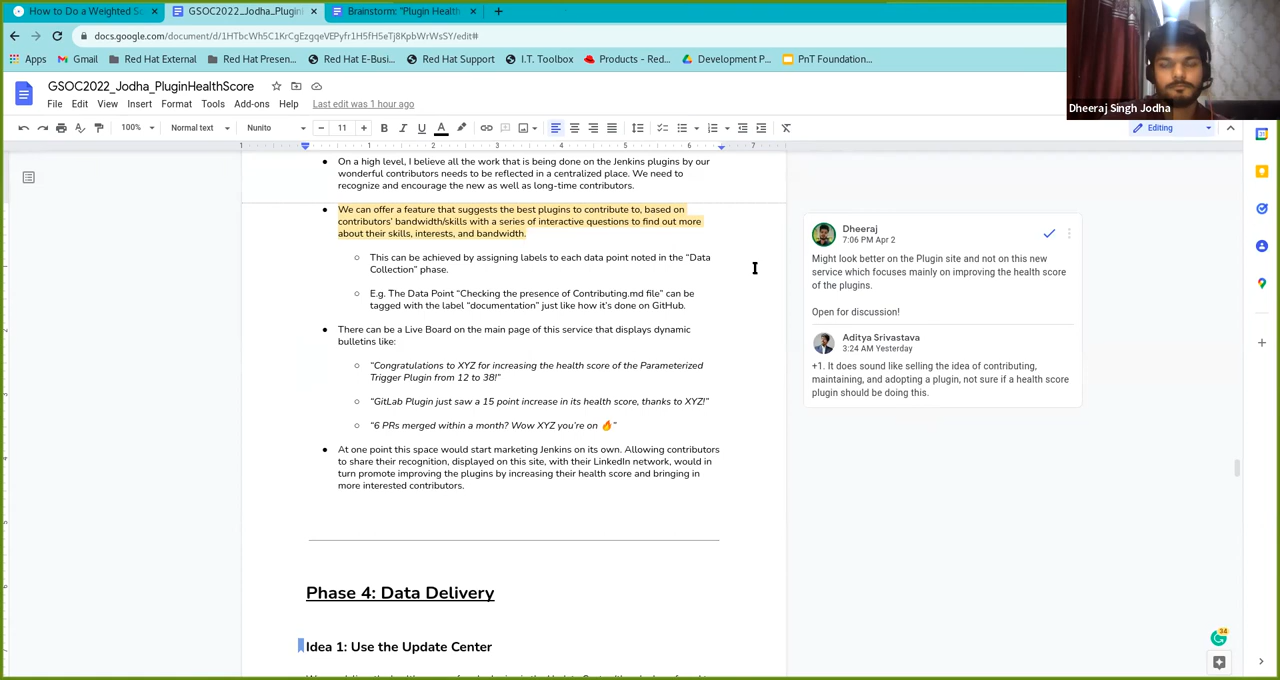 How to Do a Weighted S
GSOC2022_Jodha_Plugin
Brainstorm: "Plugin Health
docs.google.com/document/d/1HTbcWh5C1KrCgEzgqeVEPyfr1H5fH5eTj8KpbWrWsSY/edit#
Apps
Gmail
Red Hat External
Red Hat Presen...
Red Hat E-Busi...
Red Hat Support
I.T. Toolbox
Products - Red...
Development P...
PnT Foundation...
Dheeraj Singh Jodha
GSOC2022_Jodha_PluginHealthScore
File Edit View Insert Format Tools Add-ons Help Last edit was 1 hour ago
100% Normal text Nunito − 11 + B I U A Editing
1 1 2 3 4 5 6 7
On a high level, I believe all the work that is being done on the Jenkins plugins by our
wonderful contributors needs to be reflected in a centralized place. We need to
recognize and encourage the new as well as long-time contributors.
We can offer a feature that suggests the best plugins to contribute to, based on
contributors' bandwidth/skills with a series of interactive questions to find out more
about their skills, interests, and bandwidth.
This can be achieved by assigning labels to each data point noted in the "Data
Collection" phase.
E.g. The Data Point "Checking the presence of Contributing.md file" can be
tagged with the label "documentation" just like how it's done on GitHub.
There can be a Live Board on the main page of this service that displays dynamic
bulletins like:
"Congratulations to XYZ for increasing the health score of the Parameterized
Trigger Plugin from 12 to 38!"
"GitLab Plugin just saw a 15 point increase in its health score, thanks to XYZ!"
"6 PRs merged within a month? Wow XYZ you're on 🔥"
At one point this space would start marketing Jenkins on its own. Allowing contributors
to share their recognition, displayed on this site, with their LinkedIn network, would in
turn promote improving the plugins by increasing their health score and bringing in
more interested contributors.
Phase 4: Data Delivery
Idea 1: Use the Update Center
Dheeraj
7:06 PM Apr 2
Might look better on the Plugin site and not on this new
service which focuses mainly on improving the health score
of the plugins.
Open for discussion!
Aditya Srivastava
3:24 AM Yesterday
+1. It does sound like selling the idea of contributing,
maintaining, and adopting a plugin, not sure if a health score
plugin should be doing this.
34